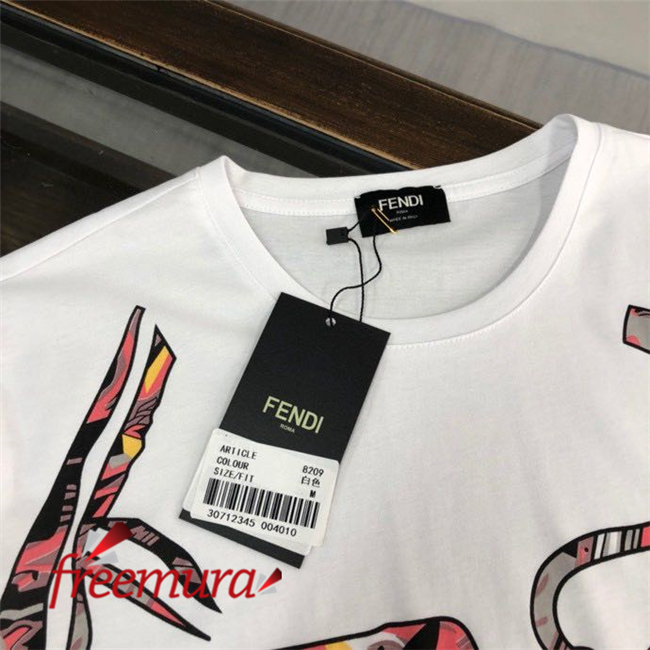 FENDI
ROMA
MADE IN ITALY
FENDI
ROMA
ARTICLE 8209
COLOUR 白色
SIZE/FIT M
30712345 004010
freemura